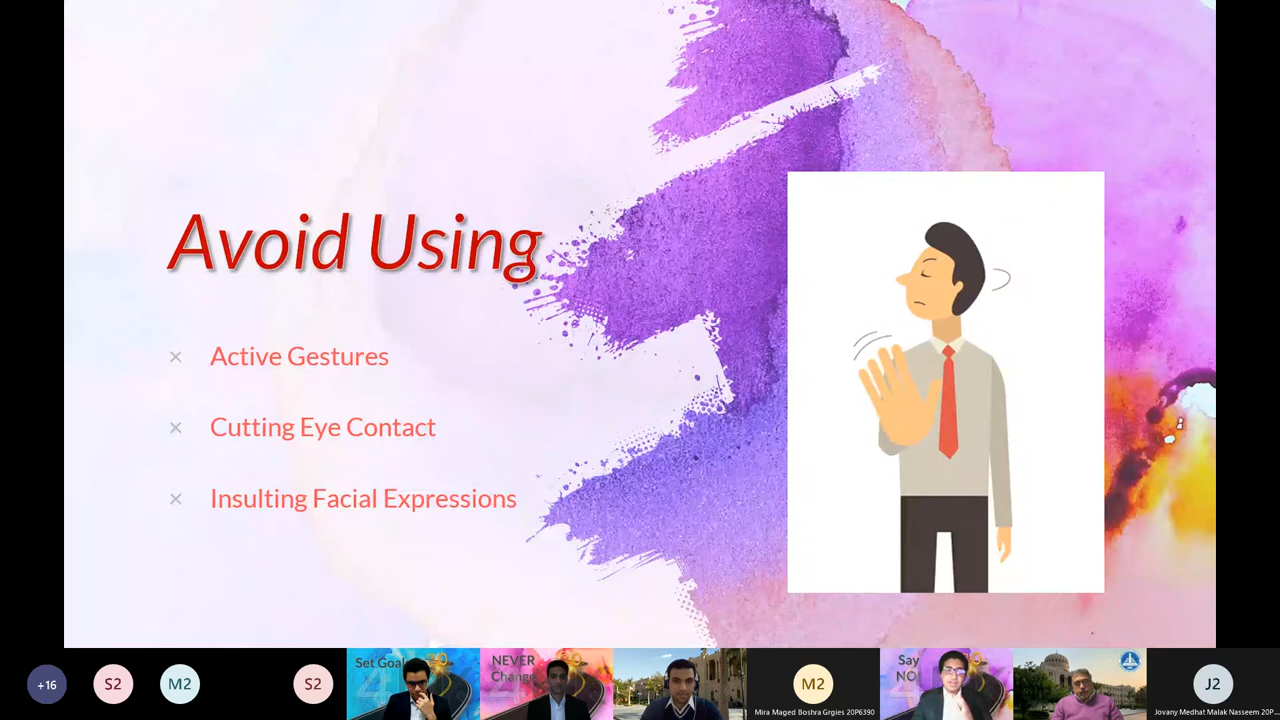 Avoid Using
Active Gestures
Cutting Eye Contact
Insulting Facial Expressions
+16
S2
M2
S2
Set Goal
NEVER
Change
M2
Mira Maged Boshra Grgies 20P6390
Say
NO
J2
Jovany Medhat Malak Nasseem 20P...